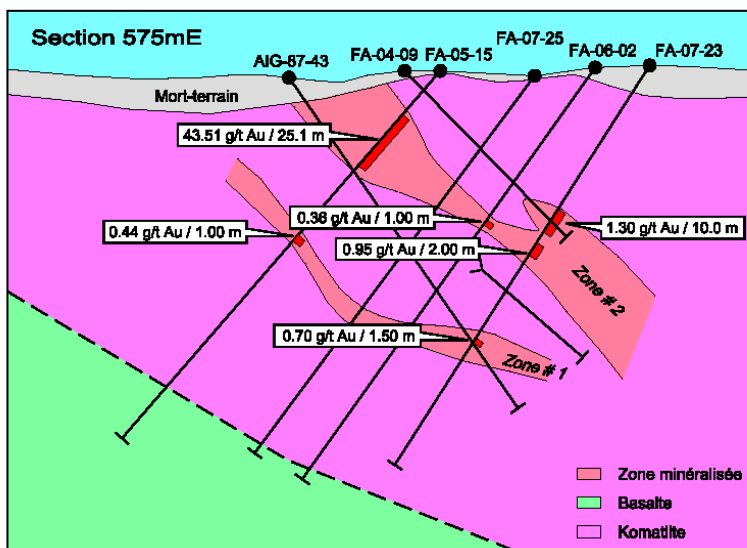 Section 575mE
AIG-87-43
FA-04-09
FA-05-15
FA-07-25
FA-06-02
FA-07-23
Mort-terrain
43.51 g/t Au / 25.1 m
0.36 g/t Au / 1.00 m
0.44 g/t Au / 1.00 m
1.30 g/t Au / 10.0 m
0.95 g/t Au / 2.00 m
Zone # 2
0.70 g/t Au / 1.50 m
Zone # 1
Zone minéralisée
Basalte
Komatiite